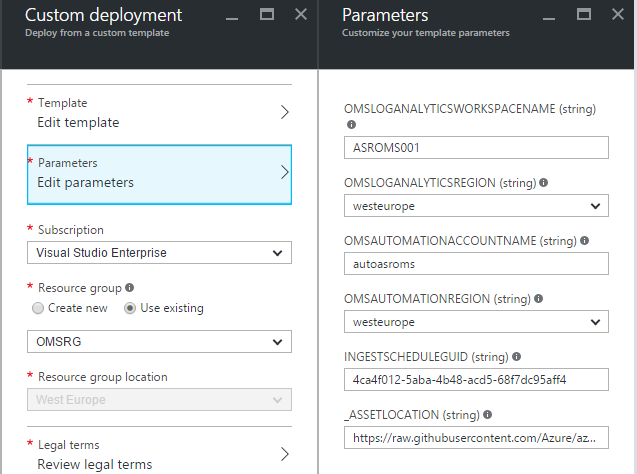 Custom deployment
Deploy from a custom template
* Template
Edit template
* Parameters
Edit parameters
* Subscription
Visual Studio Enterprise
* Resource group
Create new
Use existing
OMSRG
* Resource group location
West Europe
* Legal terms
Review legal terms
Parameters
Customize your template parameters
OMSLOGANALYTICSWORKSPACENAME (string)
ASROMS001
OMSLOGANALYTICSREGION (string)
westeurope
OMSAUTOMATIONACCOUNTNAME (string)
autoasroms
OMSAUTOMATIONREGION (string)
westeurope
INGESTSCHEDULEGUID (string)
4ca4f012-5aba-4b48-acd5-68f7dc95aff4
_ASSETLOCATION (string)
https://raw.githubusercontent.com/Azure/az...